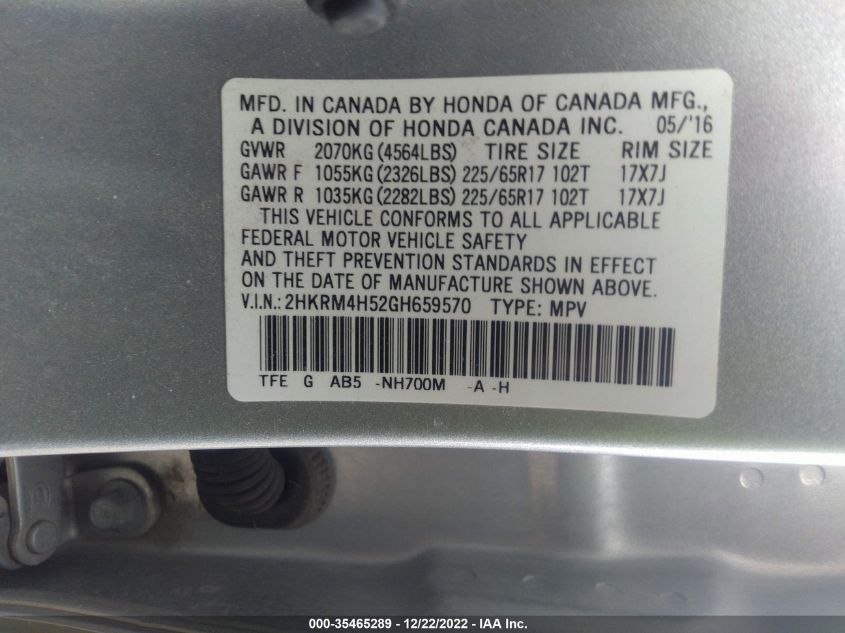 MFD. IN CANADA BY HONDA OF CANADA MFG.,
A DIVISION OF HONDA CANADA INC. 05/'16
GVWR 2070KG(4564LBS) TIRE SIZE RIM SIZE
GAWR F 1055KG(2326LBS) 225/65R17 102T 17X7J
GAWR R 1035KG(2282LBS) 225/65R17 102T 17X7J
THIS VEHICLE CONFORMS TO ALL APPLICABLE
FEDERAL MOTOR VEHICLE SAFETY
AND THEFT PREVENTION STANDARDS IN EFFECT
ON THE DATE OF MANUFACTURE SHOWN ABOVE.
V.I.N.: 2HKRM4H52GH659570 TYPE: MPV
TFE G AB5 -NH700M -A -H
000-35465289 - 12/22/2022 - IAA Inc.